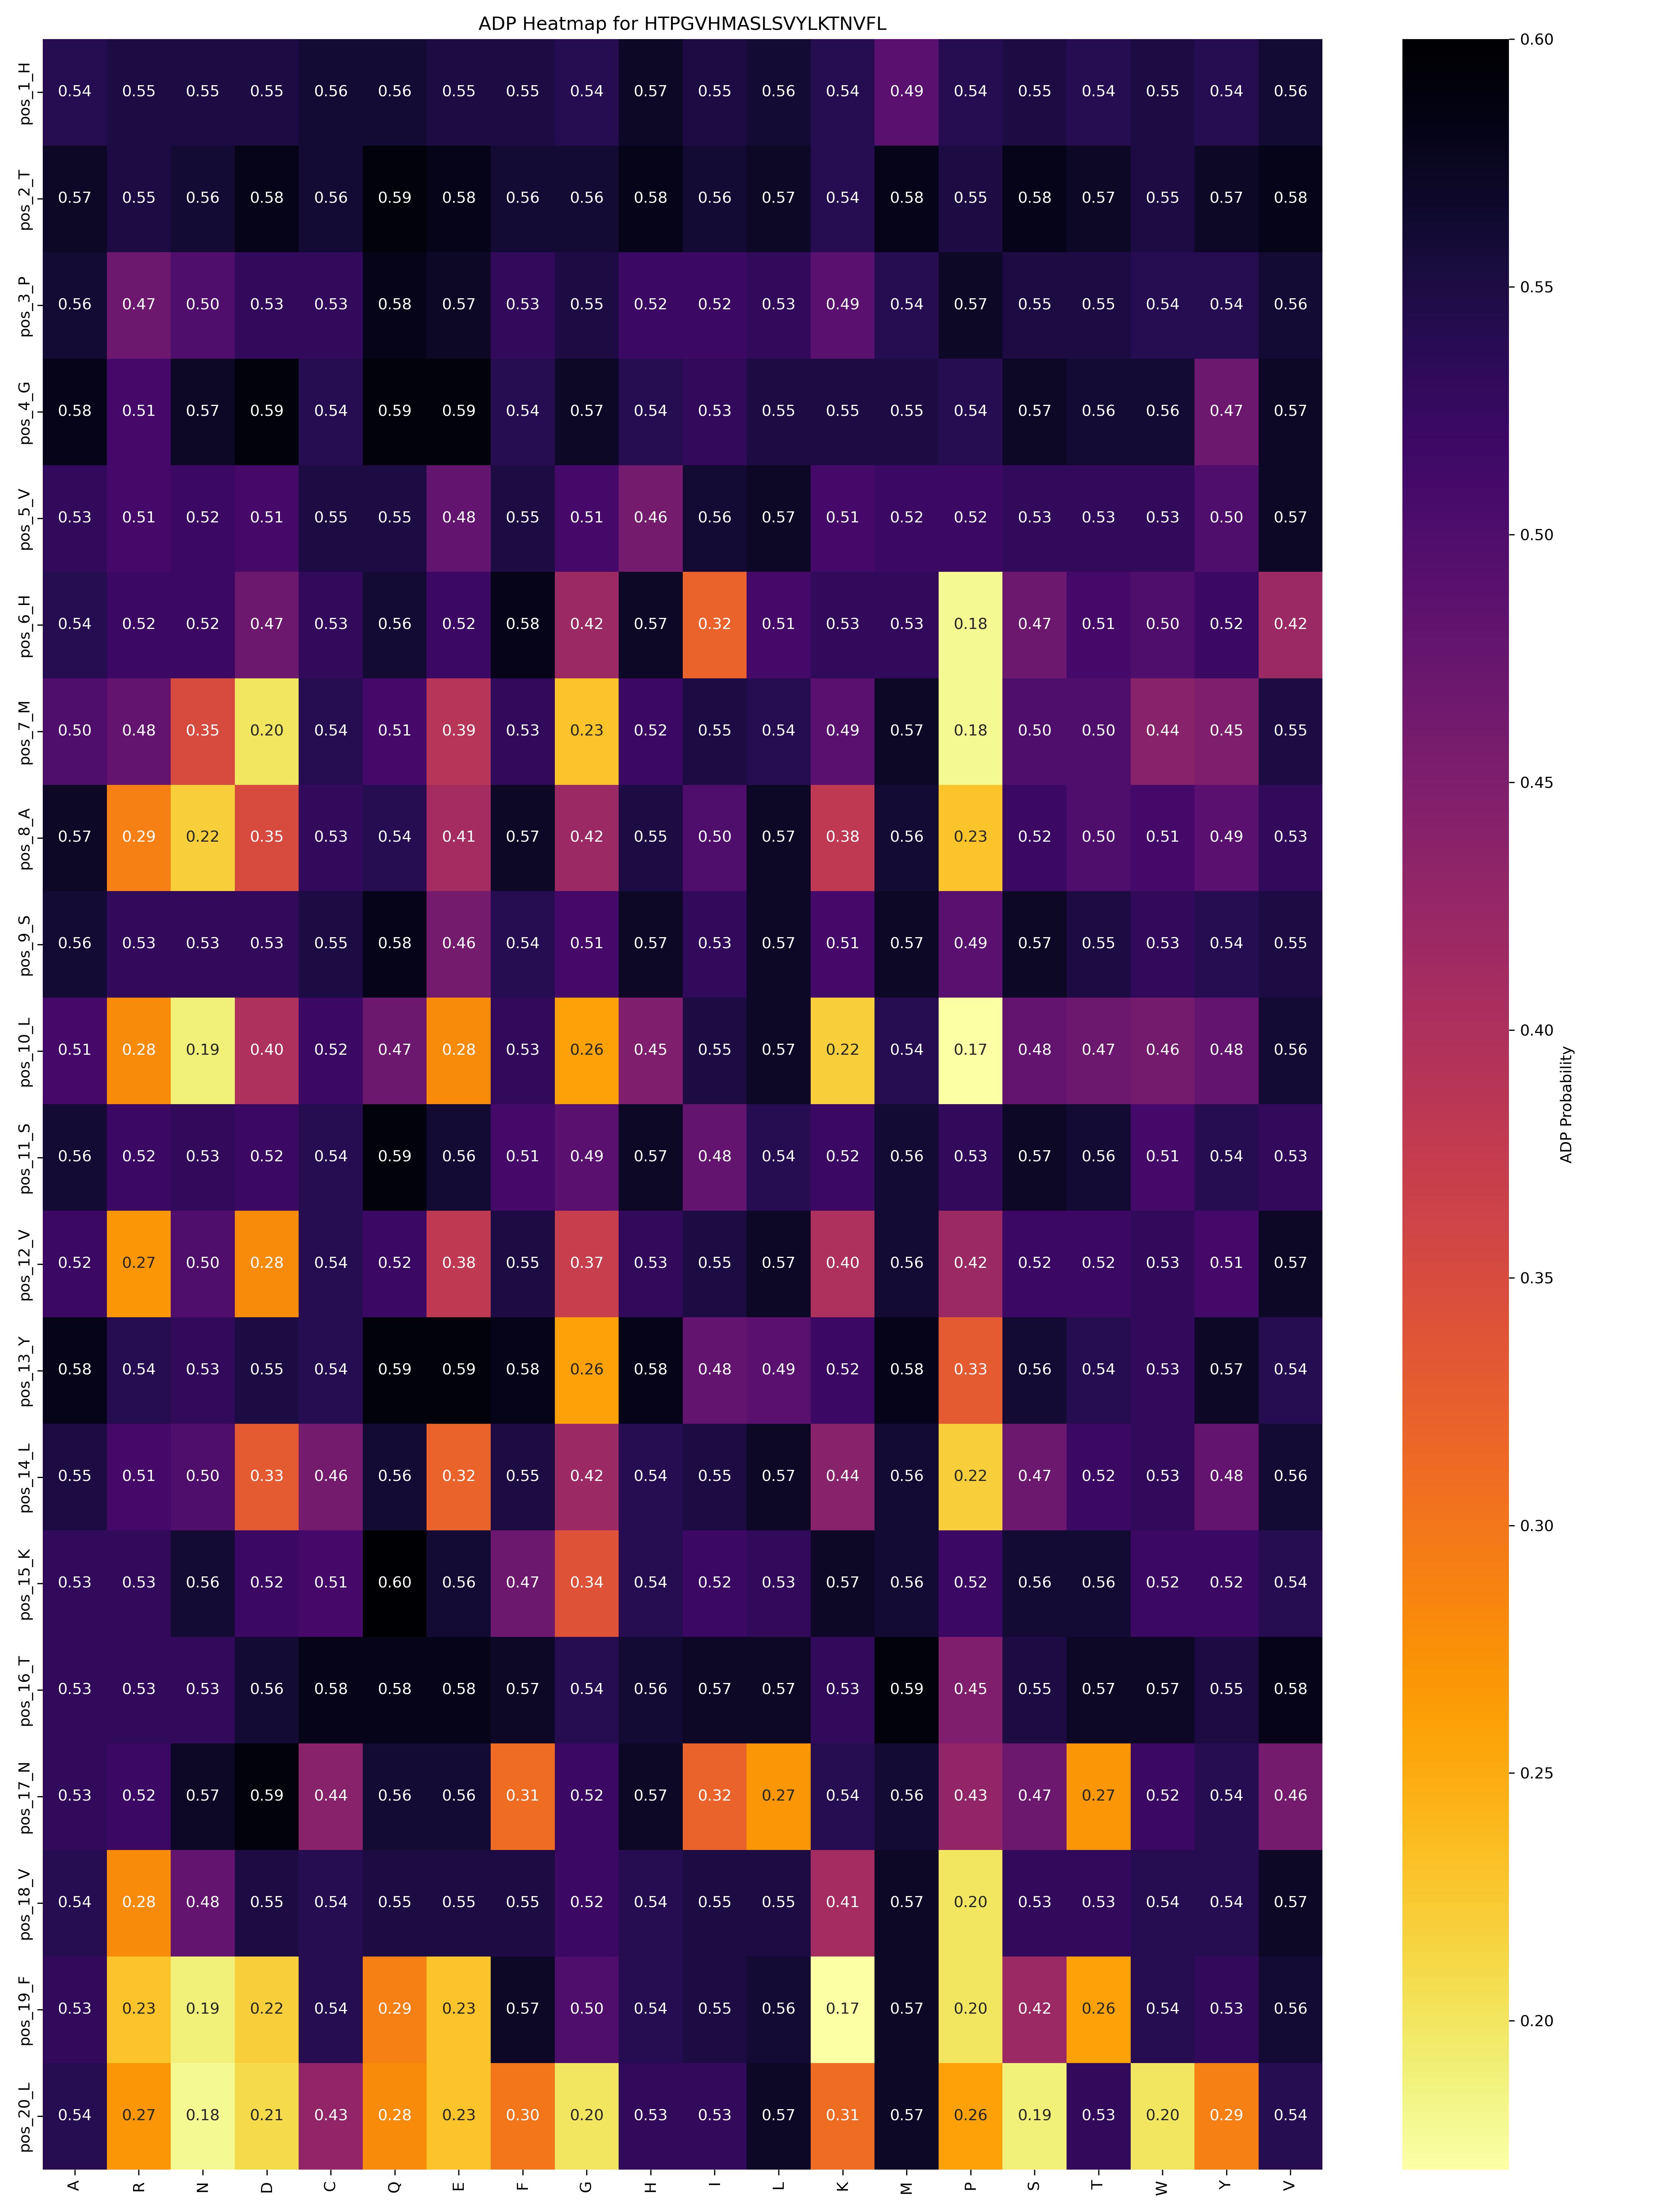 ADP Heatmap for HTPGVHMASLSVYLKTNVFL
pos_1_H 0.54 0.55 0.55 0.55 0.56 0.56 0.55 0.55 0.54 0.57 0.55 0.56 0.54 0.49 0.54 0.55 0.54 0.55 0.54 0.56
pos_2_T 0.57 0.55 0.56 0.58 0.56 0.59 0.58 0.56 0.56 0.58 0.56 0.57 0.54 0.58 0.55 0.58 0.57 0.55 0.57 0.58
pos_3_P 0.56 0.47 0.50 0.53 0.53 0.58 0.57 0.53 0.55 0.52 0.52 0.53 0.49 0.54 0.57 0.55 0.55 0.54 0.54 0.56
pos_4_G 0.58 0.51 0.57 0.59 0.54 0.59 0.59 0.54 0.57 0.54 0.53 0.55 0.55 0.55 0.54 0.57 0.56 0.56 0.47 0.57
pos_5_V 0.53 0.51 0.52 0.51 0.55 0.55 0.48 0.55 0.51 0.46 0.56 0.57 0.51 0.52 0.52 0.53 0.53 0.53 0.50 0.57
pos_6_H 0.54 0.52 0.52 0.47 0.53 0.56 0.52 0.58 0.42 0.57 0.32 0.51 0.53 0.53 0.18 0.47 0.51 0.50 0.52 0.42
pos_7_M 0.50 0.48 0.35 0.20 0.54 0.51 0.39 0.53 0.23 0.52 0.55 0.54 0.49 0.57 0.18 0.50 0.50 0.44 0.45 0.55
pos_8_A 0.57 0.29 0.22 0.35 0.53 0.54 0.41 0.57 0.42 0.55 0.50 0.57 0.38 0.56 0.23 0.52 0.50 0.51 0.49 0.53
pos_9_S 0.56 0.53 0.53 0.53 0.55 0.58 0.46 0.54 0.51 0.57 0.53 0.57 0.51 0.57 0.49 0.57 0.55 0.53 0.54 0.55
pos_10_L 0.51 0.28 0.19 0.40 0.52 0.47 0.28 0.53 0.26 0.45 0.55 0.57 0.22 0.54 0.17 0.48 0.47 0.46 0.48 0.56
pos_11_S 0.56 0.52 0.53 0.52 0.54 0.59 0.56 0.51 0.49 0.57 0.48 0.54 0.52 0.56 0.53 0.57 0.56 0.51 0.54 0.53
pos_12_V 0.52 0.27 0.50 0.28 0.54 0.52 0.38 0.55 0.37 0.53 0.55 0.57 0.40 0.56 0.42 0.52 0.52 0.53 0.51 0.57
pos_13_Y 0.58 0.54 0.53 0.55 0.54 0.59 0.59 0.58 0.26 0.58 0.48 0.49 0.52 0.58 0.33 0.56 0.54 0.53 0.57 0.54
pos_14_L 0.55 0.51 0.50 0.33 0.46 0.56 0.32 0.55 0.42 0.54 0.55 0.57 0.44 0.56 0.22 0.47 0.52 0.53 0.48 0.56
pos_15_K 0.53 0.53 0.56 0.52 0.51 0.60 0.56 0.47 0.34 0.54 0.52 0.53 0.57 0.56 0.52 0.56 0.56 0.52 0.52 0.54
pos_16_T 0.53 0.53 0.53 0.56 0.58 0.58 0.58 0.57 0.54 0.56 0.57 0.57 0.53 0.59 0.45 0.55 0.57 0.57 0.55 0.58
pos_17_N 0.53 0.52 0.57 0.59 0.44 0.56 0.56 0.31 0.52 0.57 0.32 0.27 0.54 0.56 0.43 0.47 0.27 0.52 0.54 0.46
pos_18_V 0.54 0.28 0.48 0.55 0.54 0.55 0.55 0.55 0.52 0.54 0.55 0.55 0.41 0.57 0.20 0.53 0.53 0.54 0.54 0.57
pos_19_F 0.53 0.23 0.19 0.22 0.54 0.29 0.23 0.57 0.50 0.54 0.55 0.56 0.17 0.57 0.20 0.42 0.26 0.54 0.53 0.56
pos_20_L 0.54 0.27 0.18 0.21 0.43 0.28 0.23 0.30 0.20 0.53 0.53 0.57 0.31 0.57 0.26 0.19 0.53 0.20 0.29 0.54
A R N D C Q E F G H I L K M P S T W Y V
0.60
0.55
0.50
0.45
0.40
0.35
0.30
0.25
0.20
ADP Probability